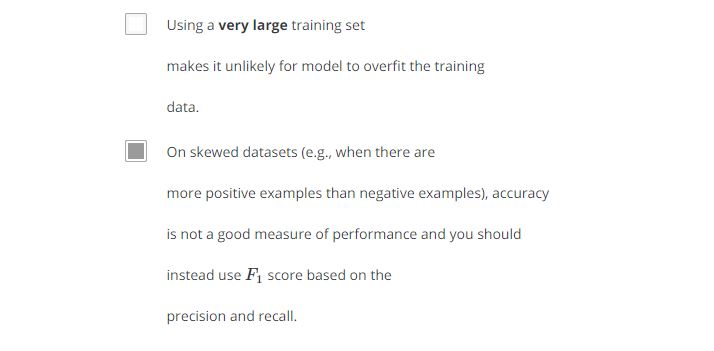 Using a very large training set
makes it unlikely for model to overfit the training
data.
On skewed datasets (e.g., when there are
more positive examples than negative examples), accuracy
is not a good measure of performance and you should
instead use F₁ score based on the
precision and recall.